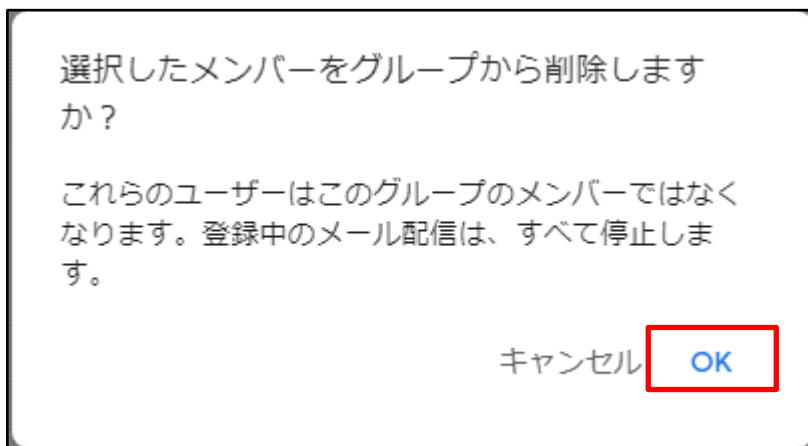 選択したメンバーをグループから削除します
か？
これらのユーザーはこのグループのメンバーではなく
なります。登録中のメール配信は、すべて停止しま
す。
キャンセル OK